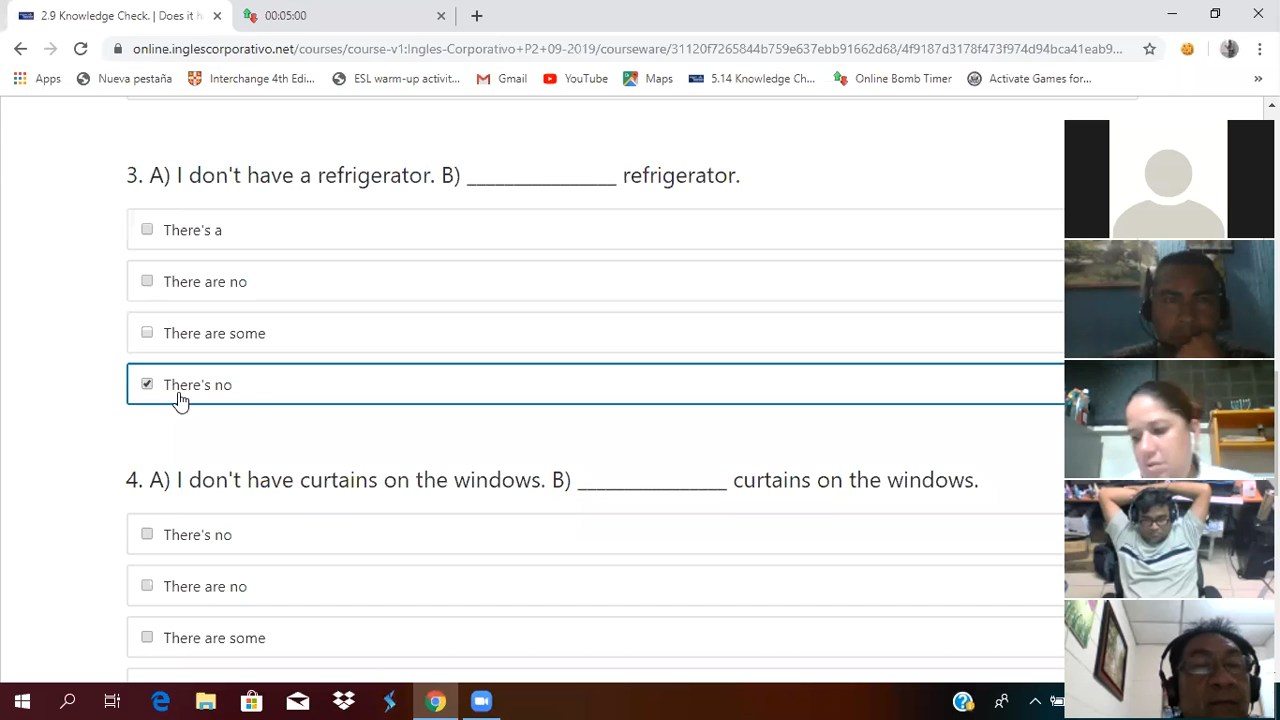 2.9 Knowledge Check. | Does it h
00:05:00
online.inglescorporativo.net/courses/course-v1:Ingles-Corporativo+P2+09-2019/courseware/31120f7265844b759e637ebb91662d68/4f9187d3178f473f974d94bca41eab9...
Apps
Nueva pestaña
Interchange 4th Edi...
ESL warm-up activit...
Gmail
YouTube
Maps
5.14 Knowledge Ch...
Online Bomb Timer
Activate Games for...
3. A) I don't have a refrigerator. B) _______________ refrigerator.
There's a
There are no
There are some
There's no
4. A) I don't have curtains on the windows. B) _______________ curtains on the windows.
There's no
There are no
There are some